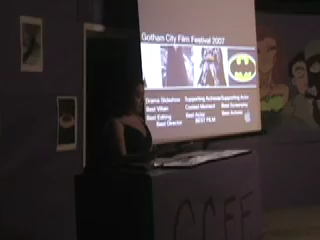 Gotham City Film Festival 2007
Drama Slideshow Supporting Actress Supporting Actor
Best Villain Contest Moment Best Screenplay
Best Editing Best Actor Best Actress
Best Director BEST FILM